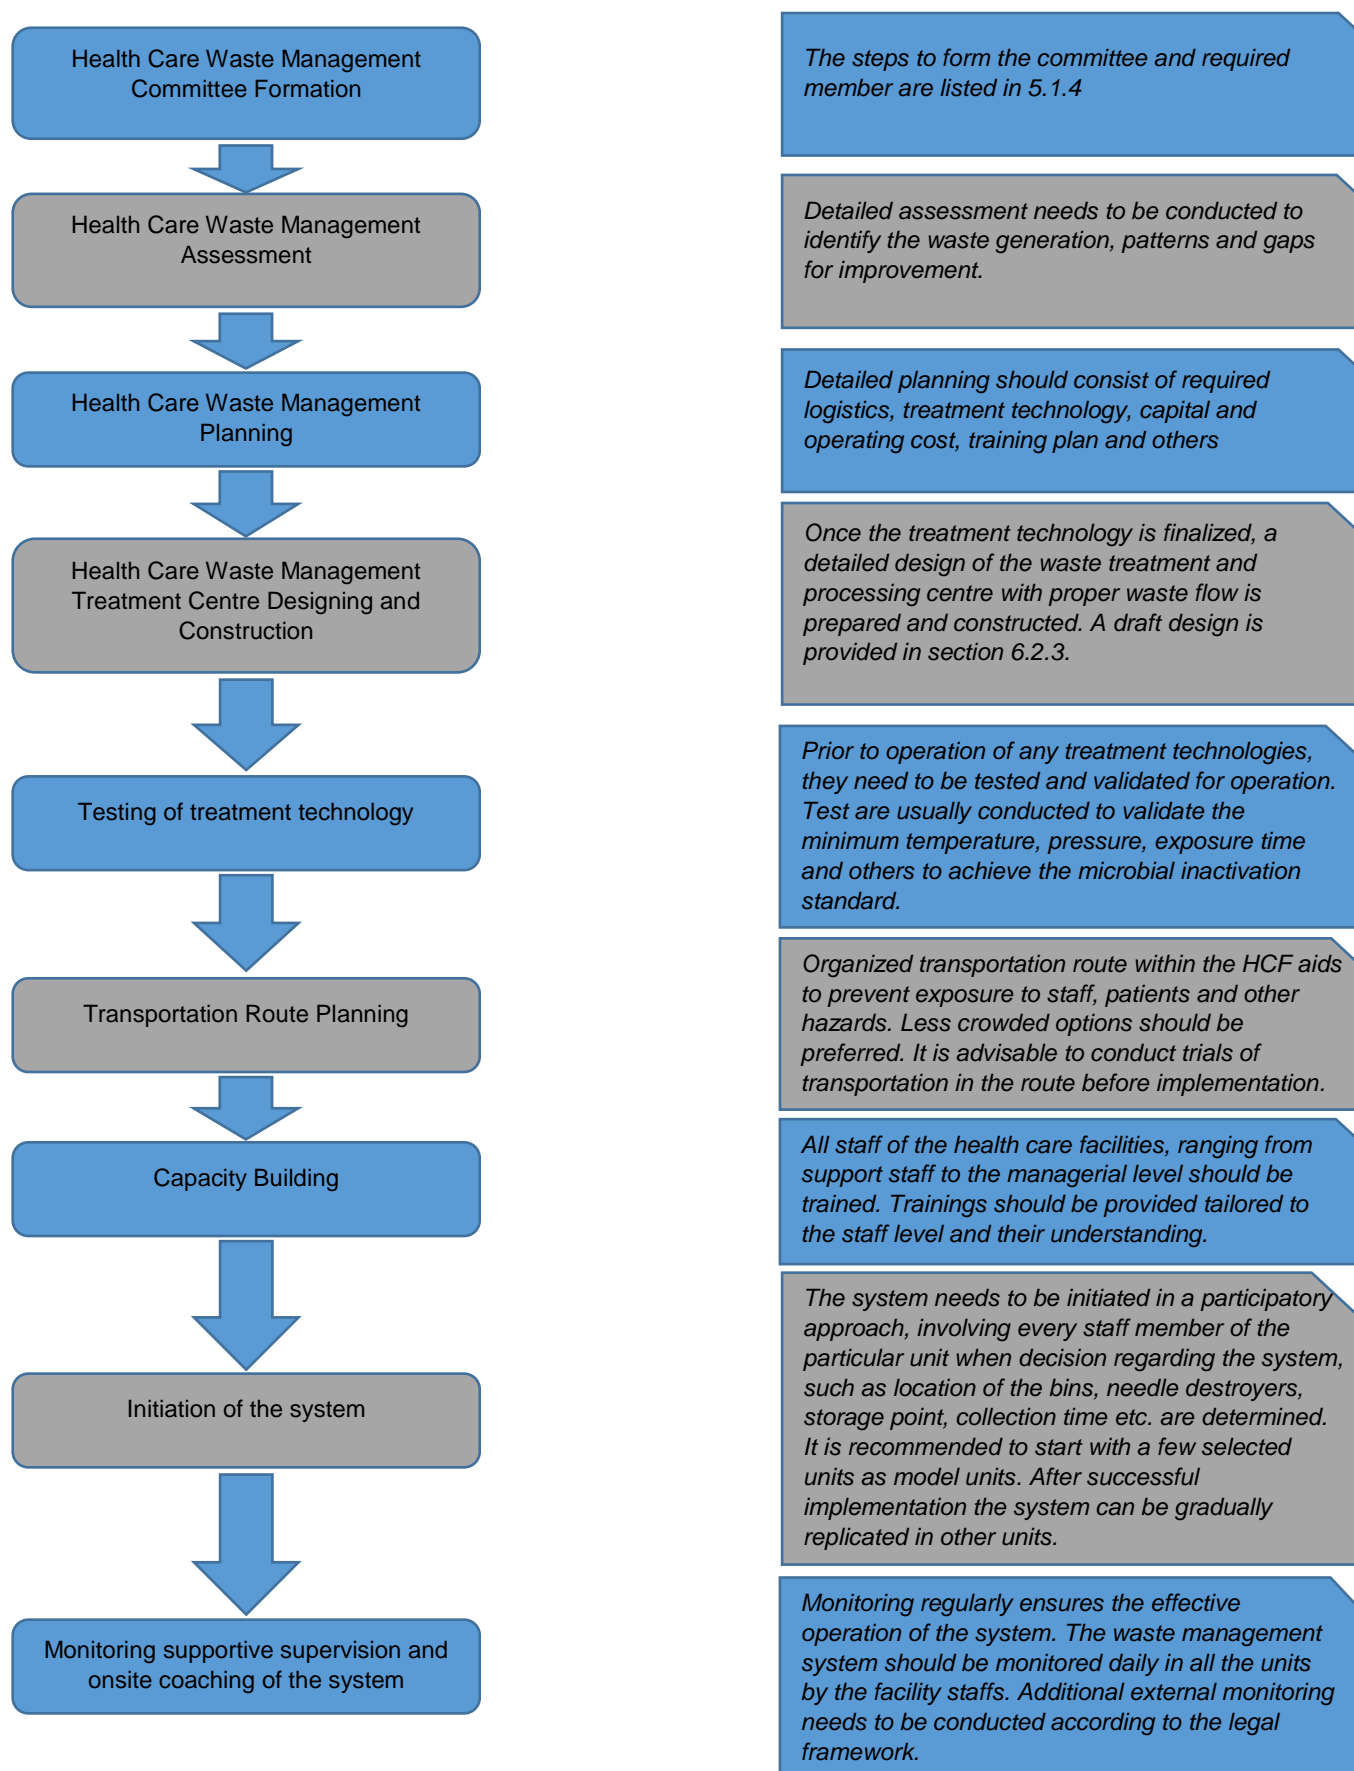 Health Care Waste Management
Committee Formation
The steps to form the committee and required
member are listed in 5.1.4
Health Care Waste Management
Assessment
Detailed assessment needs to be conducted to
identify the waste generation, patterns and gaps
for improvement.
Health Care Waste Management
Planning
Detailed planning should consist of required
logistics, treatment technology, capital and
operating cost, training plan and others
Health Care Waste Management
Treatment Centre Designing and
Construction
Once the treatment technology is finalized, a
detailed design of the waste treatment and
processing centre with proper waste flow is
prepared and constructed. A draft design is
provided in section 6.2.3.
Testing of treatment technology
Prior to operation of any treatment technologies,
they need to be tested and validated for operation.
Test are usually conducted to validate the
minimum temperature, pressure, exposure time
and others to achieve the microbial inactivation
standard.
Transportation Route Planning
Organized transportation route within the HCF aids
to prevent exposure to staff, patients and other
hazards. Less crowded options should be
preferred. It is advisable to conduct trials of
transportation in the route before implementation.
Capacity Building
All staff of the health care facilities, ranging from
support staff to the managerial level should be
trained. Trainings should be provided tailored to
the staff level and their understanding.
Initiation of the system
The system needs to be initiated in a participatory
approach, involving every staff member of the
particular unit when decision regarding the system,
such as location of the bins, needle destroyers,
storage point, collection time etc. are determined.
It is recommended to start with a few selected
units as model units. After successful
implementation the system can be gradually
replicated in other units.
Monitoring supportive supervision and
onsite coaching of the system
Monitoring regularly ensures the effective
operation of the system. The waste management
system should be monitored daily in all the units
by the facility staffs. Additional external monitoring
needs to be conducted according to the legal
framework.